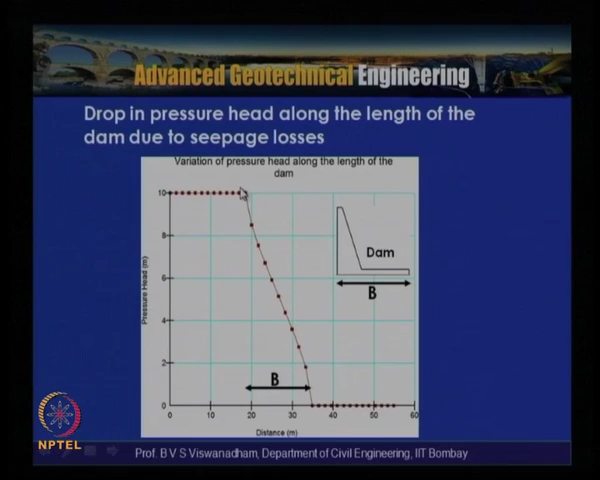 Advanced Geotechnical Engineering
Drop in pressure head along the length of the
dam due to seepage losses
Variation of pressure head along the length of the
dam
Pressure Head (m)
10
8
6
4
2
0
Dam
B
B
0 10 20 30 40 50 60
Distance (m)
NPTEL
Prof. B V S Viswanadham, Department of Civil Engineering, IIT Bombay